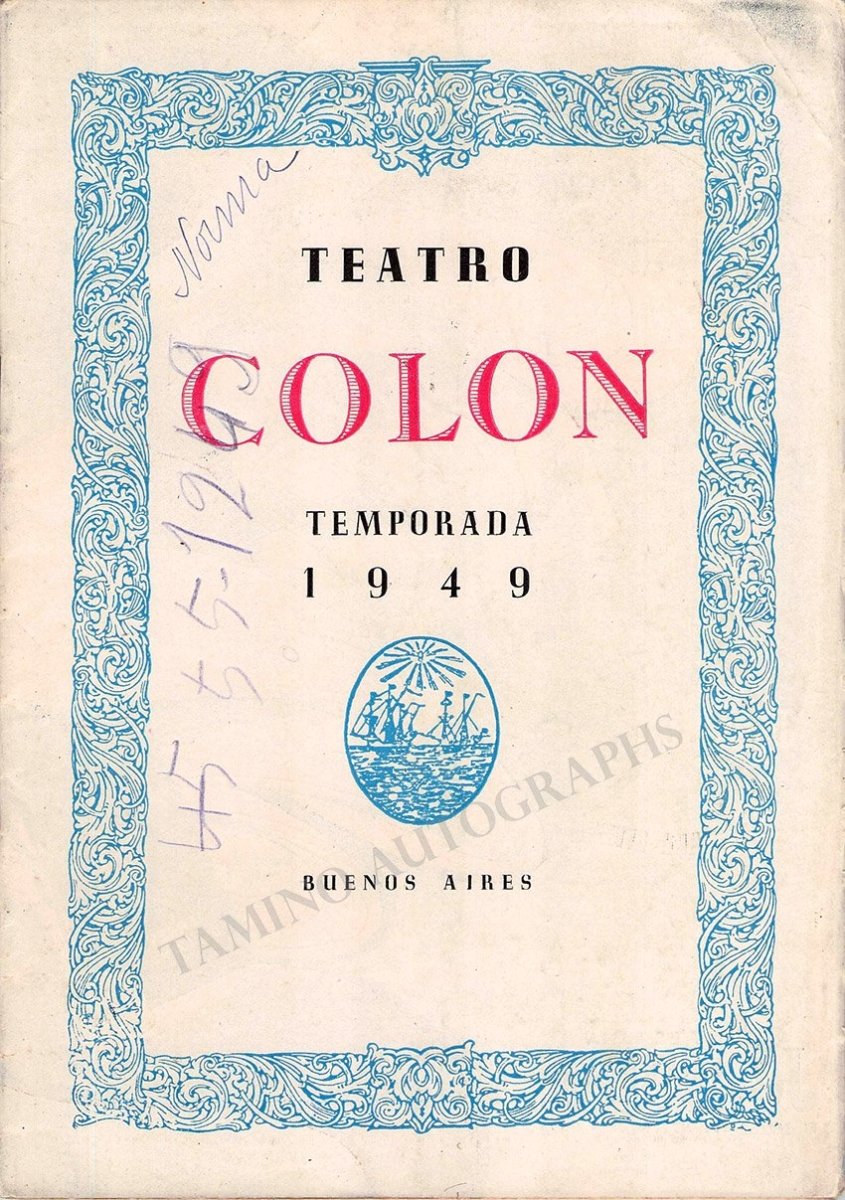 Norma
TEATRO
COLON
TEMPORADA
1949
BUENOS AIRES
TAMINO AUTOGRAPHS